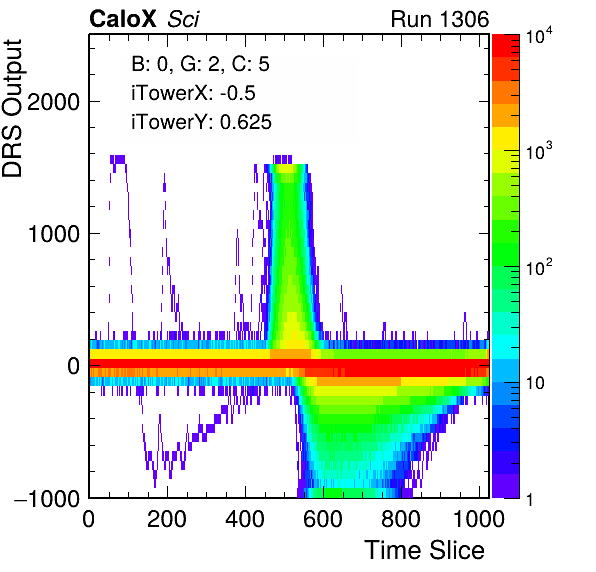 CaloX Sci Run 1306
DRS Output
B: 0, G: 2, C: 5
iTowerX: -0.5
iTowerY: 0.625
2000
1000
0
−1000
0 200 400 600 800 1000
Time Slice
10^4
10^3
10^2
10
1